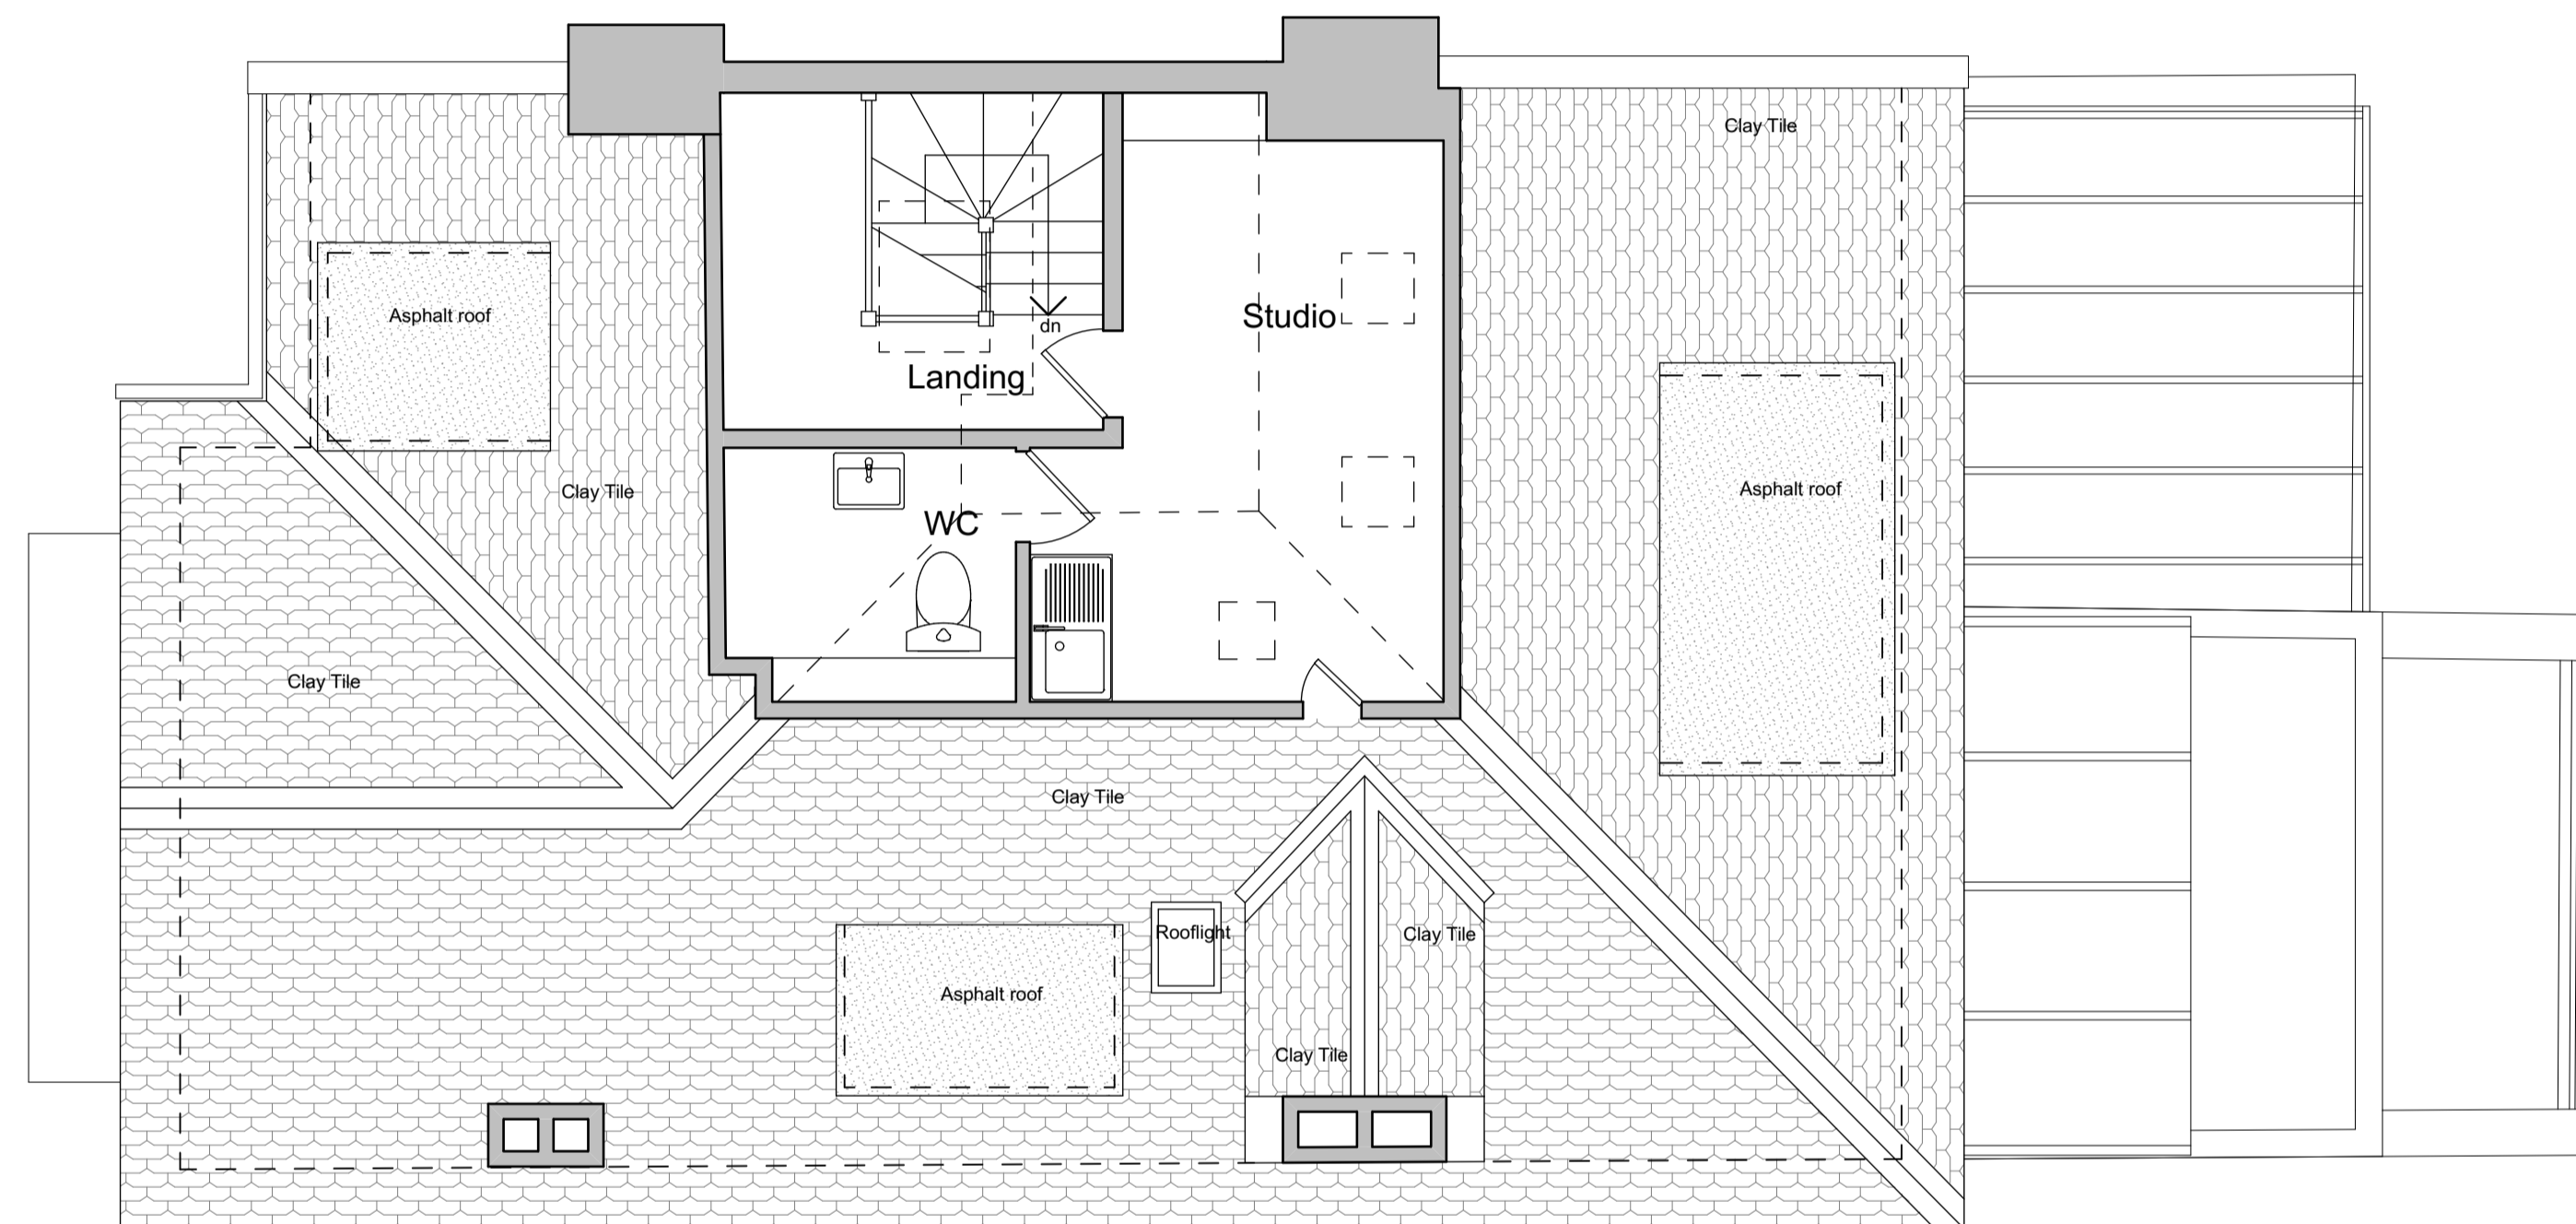 Clay Tile
Asphalt roof
Studio
dn
Landing
Clay Tile
Asphalt roof
WC
Clay Tile
Clay Tile
Rooflight
Clay Tile
Asphalt roof
Clay Tile